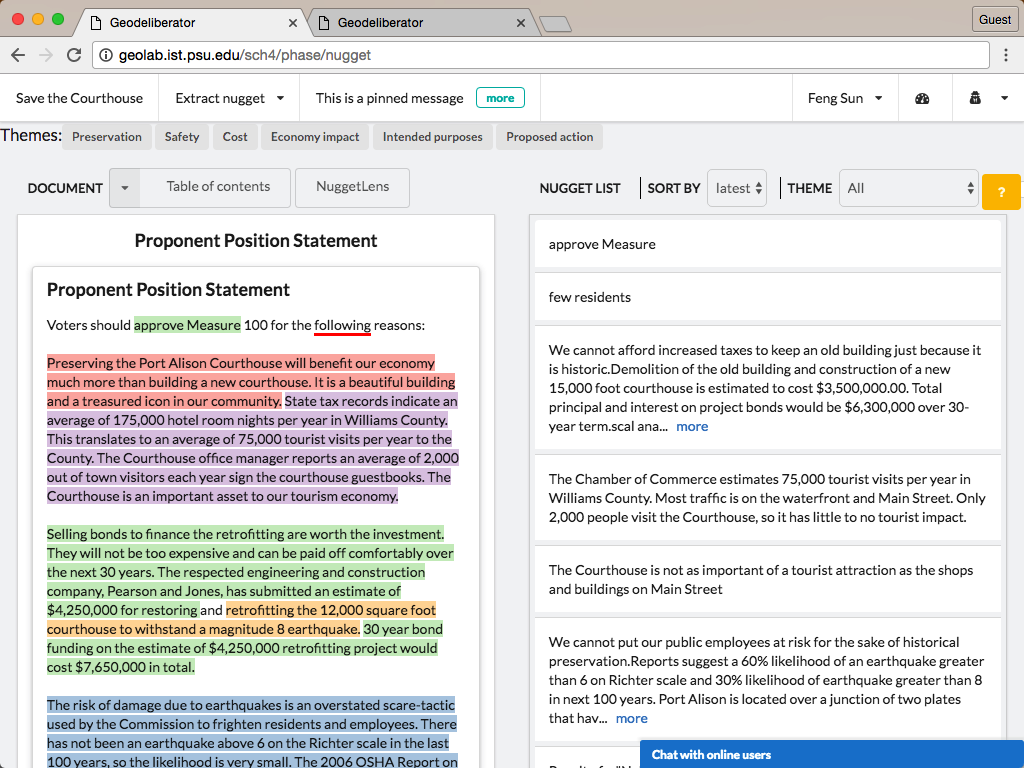 Geodeliberator
Geodeliberator
Guest
geolab.ist.psu.edu/sch4/phase/nugget
Save the Courthouse
Extract nugget
This is a pinned message
more
Feng Sun
Themes:
Preservation
Safety
Cost
Economy impact
Intended purposes
Proposed action
DOCUMENT
Table of contents
NuggetLens
NUGGET LIST
SORT BY
latest
THEME
All
?
Proponent Position Statement
Proponent Position Statement
Voters should approve Measure 100 for the following reasons:
Preserving the Port Alison Courthouse will benefit our economy
much more than building a new courthouse. It is a beautiful building
and a treasured icon in our community. State tax records indicate an
average of 175,000 hotel room nights per year in Williams County.
This translates to an average of 75,000 tourist visits per year to the
County. The Courthouse office manager reports an average of 2,000
out of town visitors each year sign the courthouse guestbooks. The
Courthouse is an important asset to our tourism economy.
Selling bonds to finance the retrofitting are worth the investment.
They will not be too expensive and can be paid off comfortably over
the next 30 years. The respected engineering and construction
company, Pearson and Jones, has submitted an estimate of
$4,250,000 for restoring and retrofitting the 12,000 square foot
courthouse to withstand a magnitude 8 earthquake. 30 year bond
funding on the estimate of $4,250,000 retrofitting project would
cost $7,650,000 in total.
The risk of damage due to earthquakes is an overstated scare-tactic
used by the Commission to frighten residents and employees. There
has not been an earthquake above 6 on the Richter scale in the last
100 years, so the likelihood is very small. The 2006 OSHA Report on
approve Measure
few residents
We cannot afford increased taxes to keep an old building just because it
is historic.Demolition of the old building and construction of a new
15,000 foot courthouse is estimated to cost $3,500,000.00. Total
principal and interest on project bonds would be $6,300,000 over 30-
year term.scal ana... more
The Chamber of Commerce estimates 75,000 tourist visits per year in
Williams County. Most traffic is on the waterfront and Main Street. Only
2,000 people visit the Courthouse, so it has little to no tourist impact.
The Courthouse is not as important of a tourist attraction as the shops
and buildings on Main Street
We cannot put our public employees at risk for the sake of historical
preservation.Reports suggest a 60% likelihood of an earthquake greater
than 6 on Richter scale and 30% likelihood of earthquake greater than 8
in next 100 years. Port Alison is located over a junction of two plates
that hav... more
Chat with online users